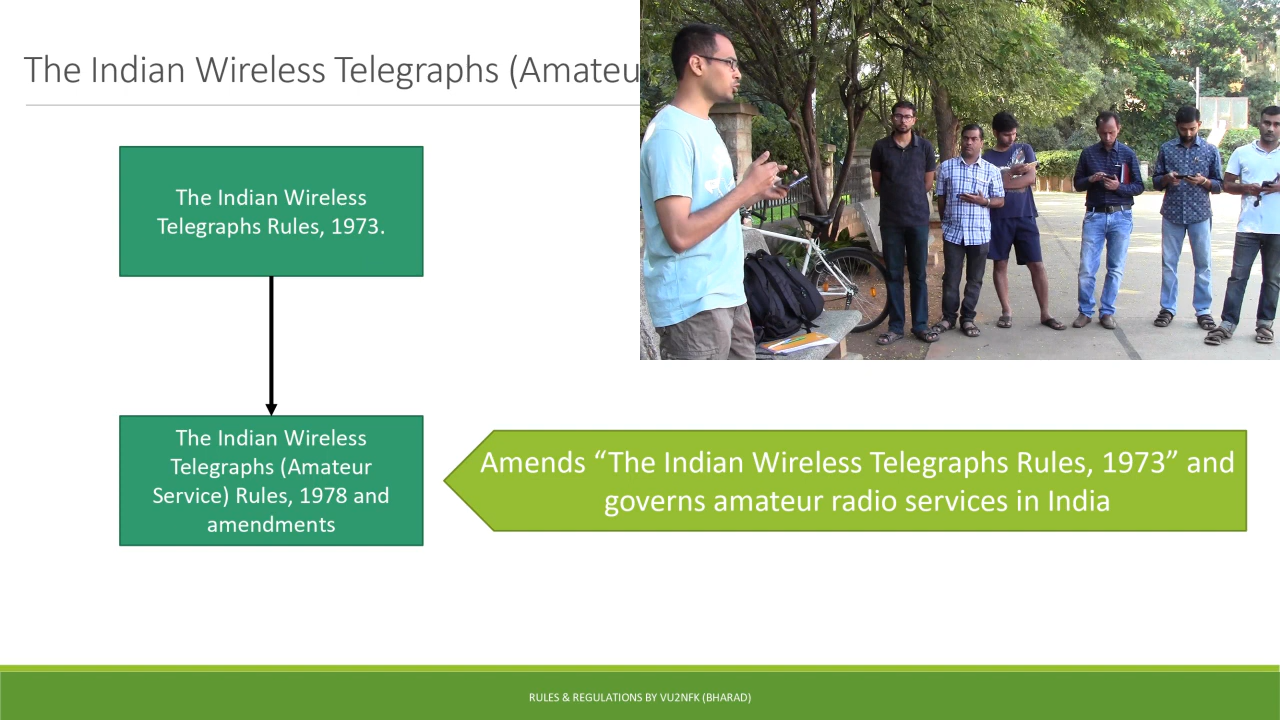 The Indian Wireless Telegraphs (Amateu
The Indian Wireless
Telegraphs Rules, 1973.
The Indian Wireless
Telegraphs (Amateur
Service) Rules, 1978 and
amendments
Amends “The Indian Wireless Telegraphs Rules, 1973” and
governs amateur radio services in India
RULES & REGULATIONS BY VU2NFK (BHARAD)